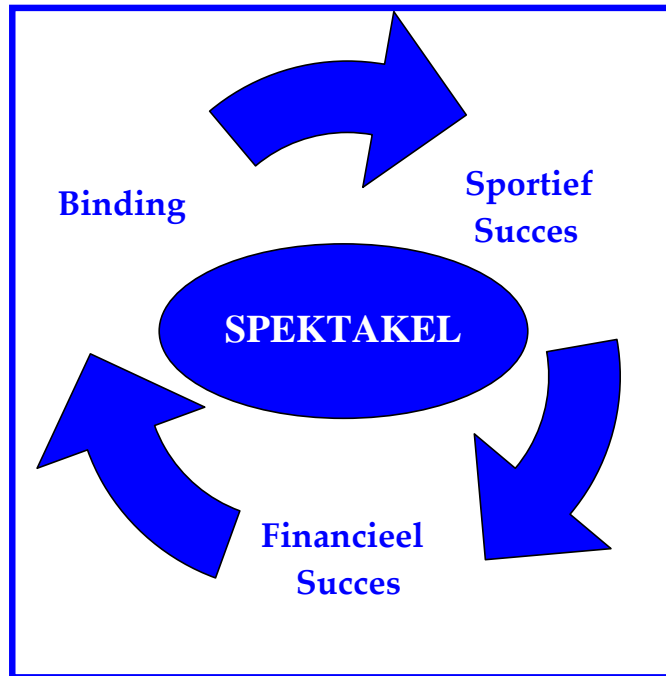 Binding
Sportief
Succes
SPEKTAKEL
Financieel
Succes